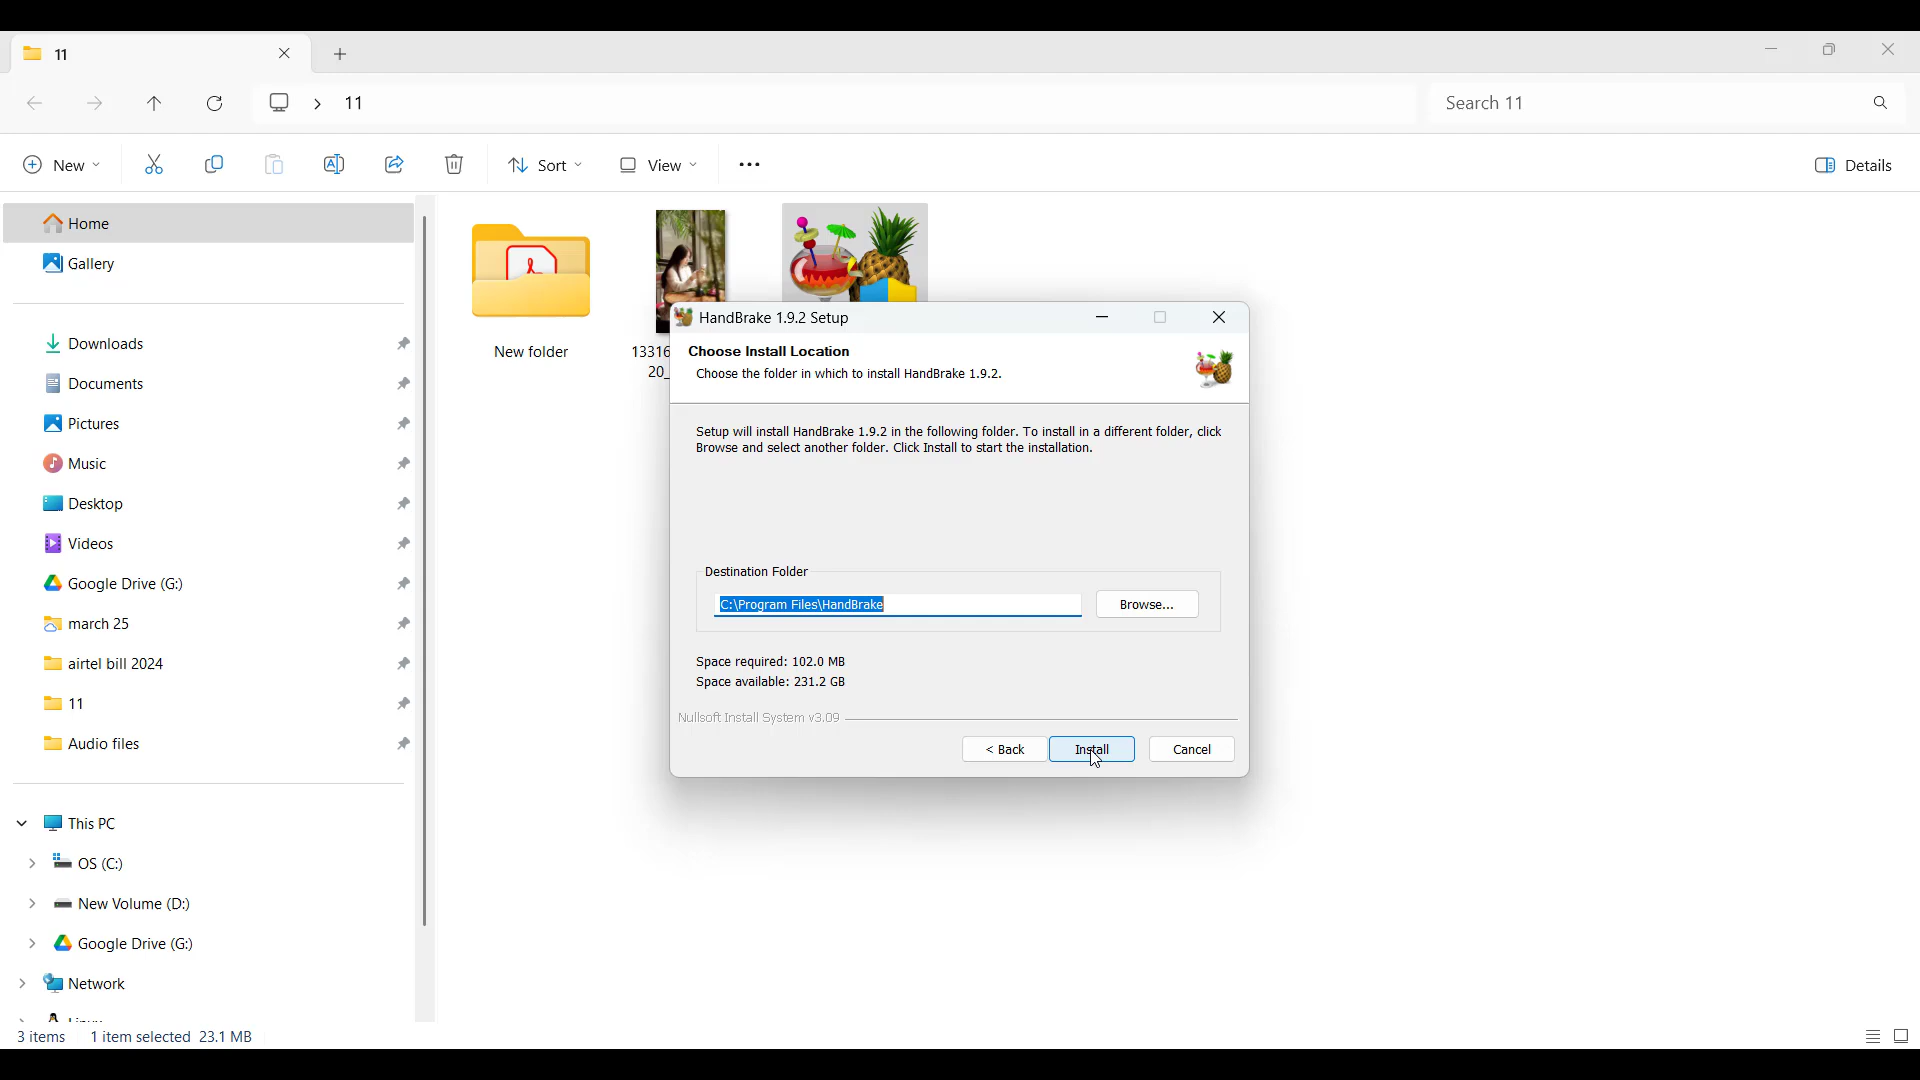 11
11
Search 11
New
Sort
View
Details
Home
Gallery
Downloads
Documents
Pictures
Music
Desktop
Videos
Google Drive (G:)
march 25
airtel bill 2024
11
Audio files
This PC
OS (C:)
New Volume (D:)
Google Drive (G:)
Network
New folder
13316
20_
HandBrake 1.9.2 Setup
Choose Install Location
Choose the folder in which to install HandBrake 1.9.2.
Setup will install HandBrake 1.9.2 in the following folder. To install in a different folder, click
Browse and select another folder. Click Install to start the installation.
Destination Folder
C:\Program Files\HandBrake
Browse...
Space required: 102.0 MB
Space available: 231.2 GB
Nullsoft Install System v3.09
< Back
Install
Cancel
3 items 1 item selected 23.1 MB